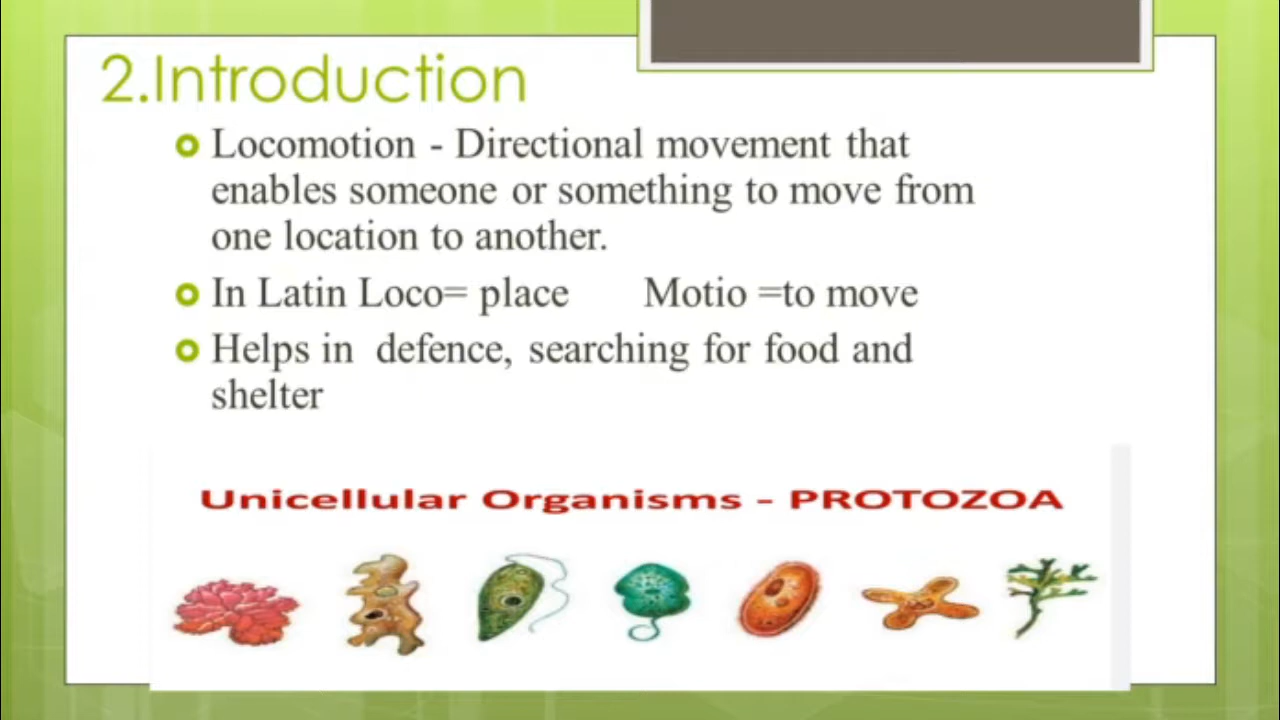 2.Introduction
Locomotion - Directional movement that
enables someone or something to move from
one location to another.
In Latin Loco= place Motio =to move
Helps in defence, searching for food and
shelter
Unicellular Organisms - PROTOZOA